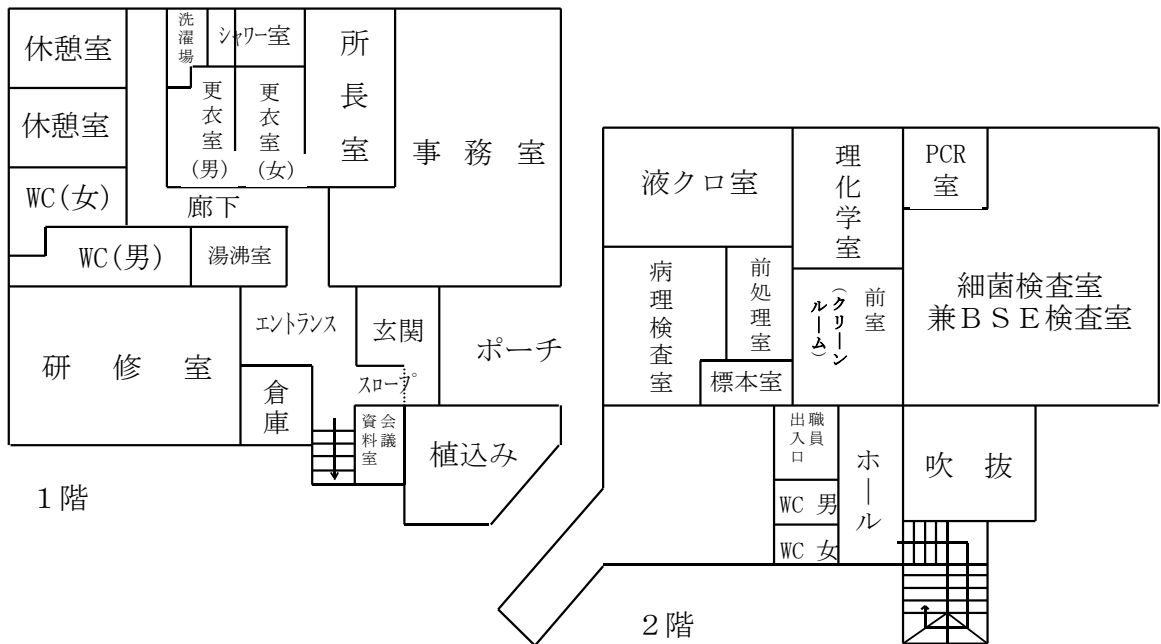 休憩室
休憩室
WC(女)
WC(男)
湯沸室
洗濯場
シャワー室
更衣室(男)
更衣室(女)
所長室
事務室
廊下
研修室
エントランス
玄関
ポーチ
スロープ
倉庫
会議資料室
植込み
1階
液クロ室
理化学室
PCR室
病理検査室
前処理室
標本室
前室
(クリーンルーム)
細菌検査室
兼BSE検査室
職員出入口
WC 男
WC 女
ホール
吹抜
2階